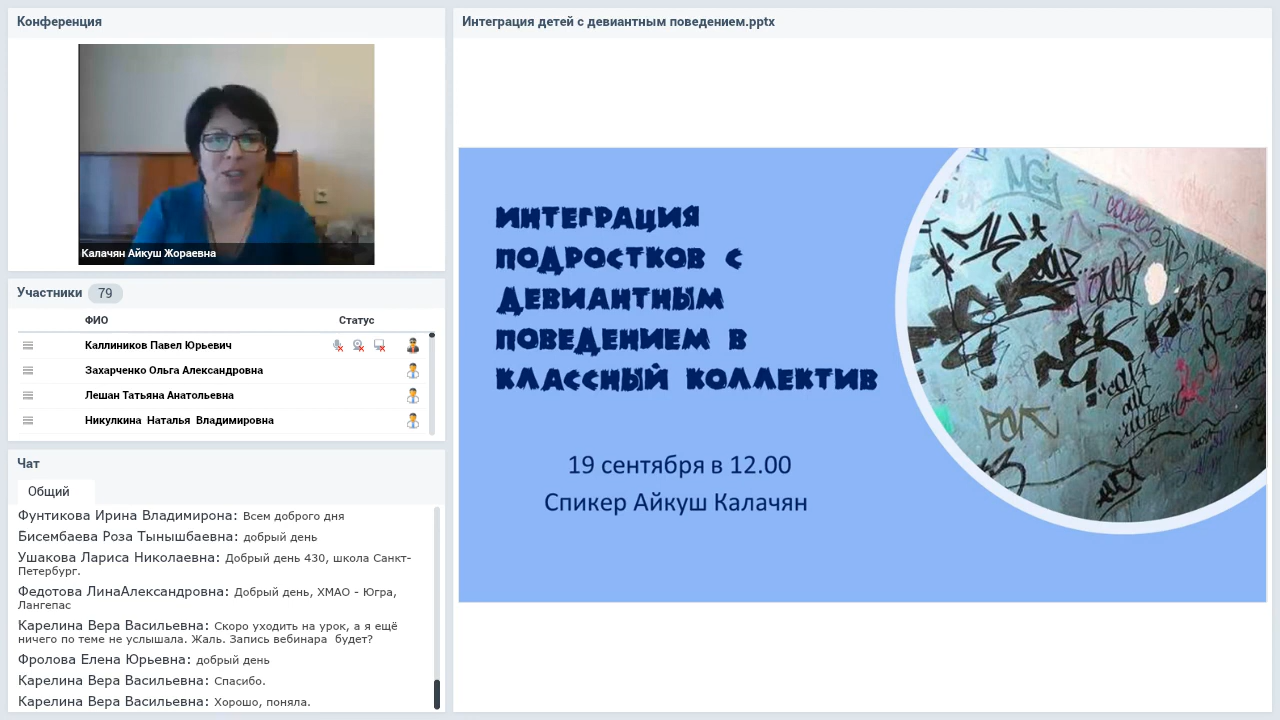 Конференция
Калачян Айкуш Жораевна
Участники 79
ФИО Статус
Каллиников Павел Юрьевич
Захарченко Ольга Александровна
Лешан Татьяна Анатольевна
Никулкина Наталья Владимировна
Чат
Общий
Фунтикова Ирина Владимирона: Всем доброго дня
Бисембаева Роза Тынышбаевна: добрый день
Ушакова Лариса Николаевна: Добрый день 430, школа Санкт-
Петербург.
Федотова ЛинаАлександровна: Добрый день, ХМАО - Югра,
Лангепас
Карелина Вера Васильевна: Скоро уходить на урок, а я ещё
ничего по теме не услышала. Жаль. Запись вебинара будет?
Фролова Елена Юрьевна: добрый день
Карелина Вера Васильевна: Спасибо.
Карелина Вера Васильевна: Хорошо, поняла.
Интеграция детей с девиантным поведением.pptx
ИНТЕГРАЦИЯ
ПОДРОСТКОВ С
ДЕВИАНТНЫМ
ПОВЕДЕНИЕМ В
КЛАССНЫЙ КОЛЛЕКТИВ
19 сентября в 12.00
Спикер Айкуш Калачян